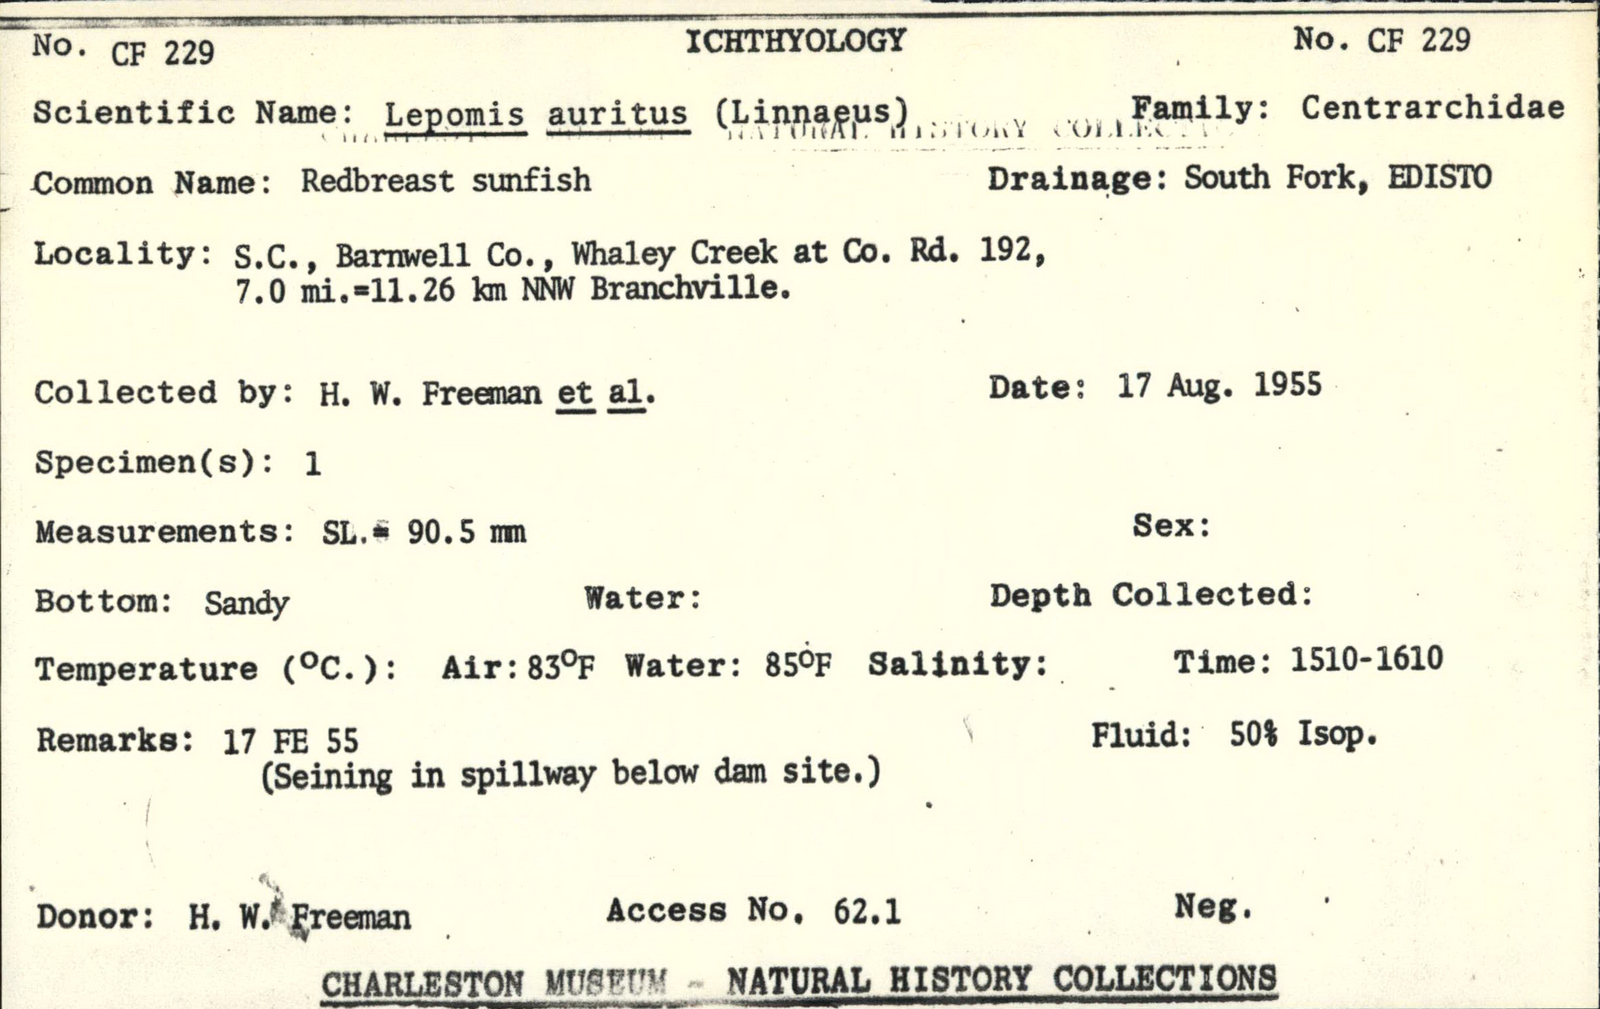 No. CF 229 ICHTHYOLOGY No. CF 229
Scientific Name: Lepomis auritus (Linnaeus) Family: Centrarchidae
NATURAL HISTORY COLLECTI
Common Name: Redbreast sunfish Drainage: South Fork, EDISTO
Locality: S.C., Barnwell Co., Whaley Creek at Co. Rd. 192,
7.0 mi.=11.26 km NNW Branchville.
Collected by: H. W. Freeman et al. Date: 17 Aug. 1955
Specimen(s): 1
Measurements: SL.= 90.5 mm Sex:
Bottom: Sandy Water: Depth Collected:
Temperature (°C.): Air: 83°F Water: 85°F Salinity: Time: 1510-1610
Remarks: 17 FE 55 Fluid: 50% Isop.
(Seining in spillway below dam site.)
Donor: H. W. Freeman Access No. 62.1 Neg.
CHARLESTON MUSEUM - NATURAL HISTORY COLLECTIONS